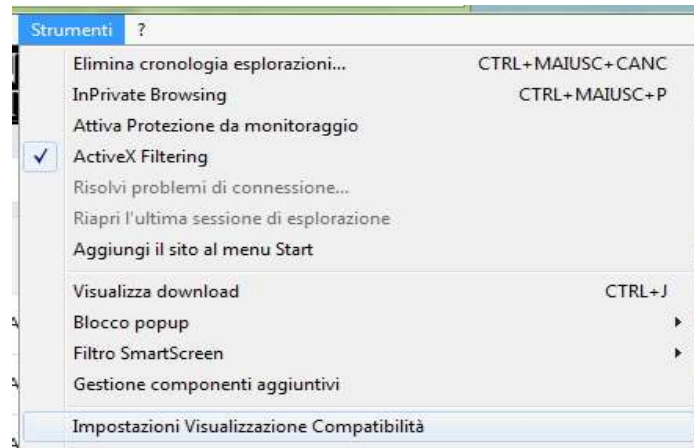 Strumenti ?
Elimina cronologia esplorazioni... CTRL+MAIUSC+CANC
InPrivate Browsing CTRL+MAIUSC+P
Attiva Protezione da monitoraggio
ActiveX Filtering
Risolvi problemi di connessione...
Riapri l'ultima sessione di esplorazione
Aggiungi il sito al menu Start
Visualizza download CTRL+J
Blocco popup
Filtro SmartScreen
Gestione componenti aggiuntivi
Impostazioni Visualizzazione Compatibilità